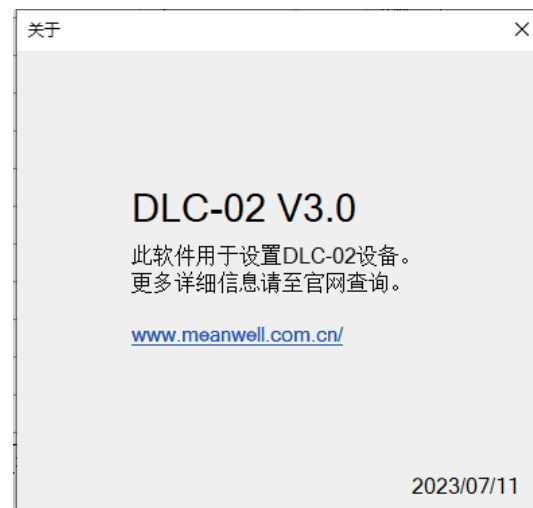 关于
DLC-02 V3.0
此软件用于设置DLC-02设备。
更多详细信息请至官网查询。
www.meanwell.com.cn/
2023/07/11